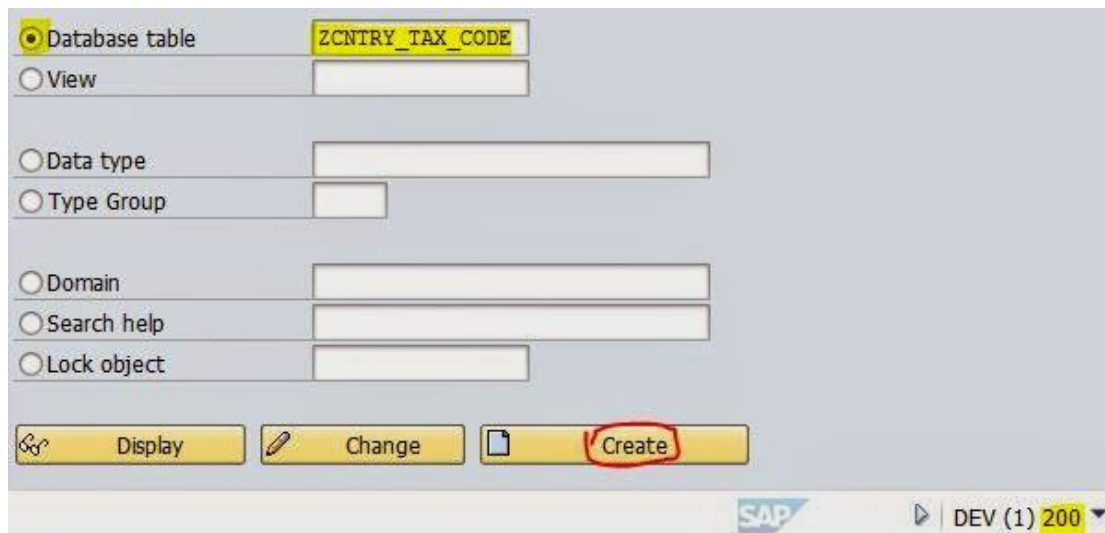 Database table ZCNTRY_TAX_CODE
View
Data type
Type Group
Domain
Search help
Lock object
Display Change Create
SAP DEV (1) 200